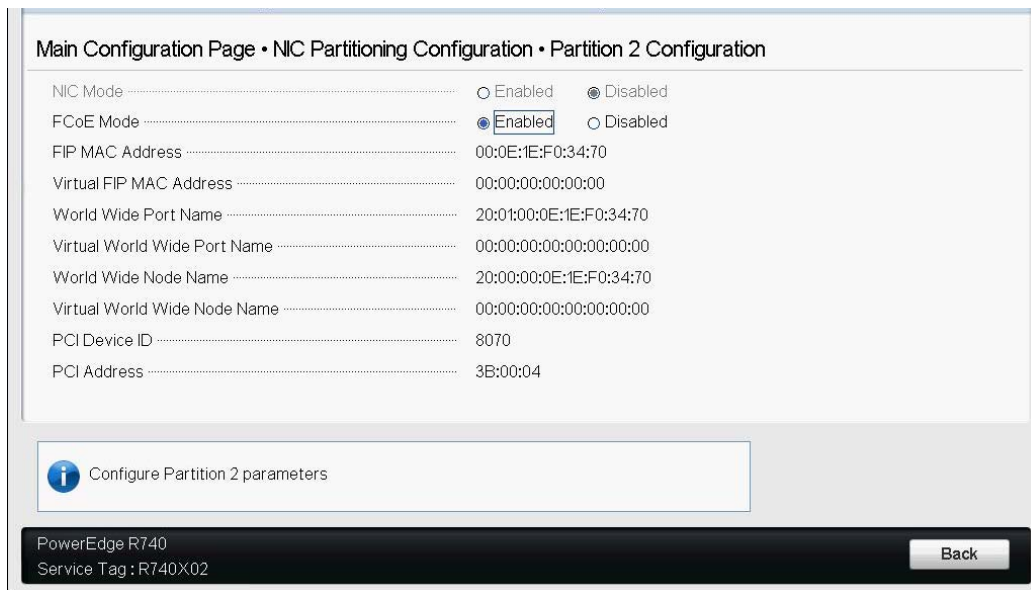 Main Configuration Page • NIC Partitioning Configuration • Partition 2 Configuration
NIC Mode Enabled Disabled
FCoE Mode Enabled Disabled
FIP MAC Address 00:0E:1E:F0:34:70
Virtual FIP MAC Address 00:00:00:00:00:00
World Wide Port Name 20:01:00:0E:1E:F0:34:70
Virtual World Wide Port Name 00:00:00:00:00:00:00:00
World Wide Node Name 20:00:00:0E:1E:F0:34:70
Virtual World Wide Node Name 00:00:00:00:00:00:00:00
PCI Device ID 8070
PCI Address 3B:00:04
Configure Partition 2 parameters
PowerEdge R740
Service Tag : R740X02
Back